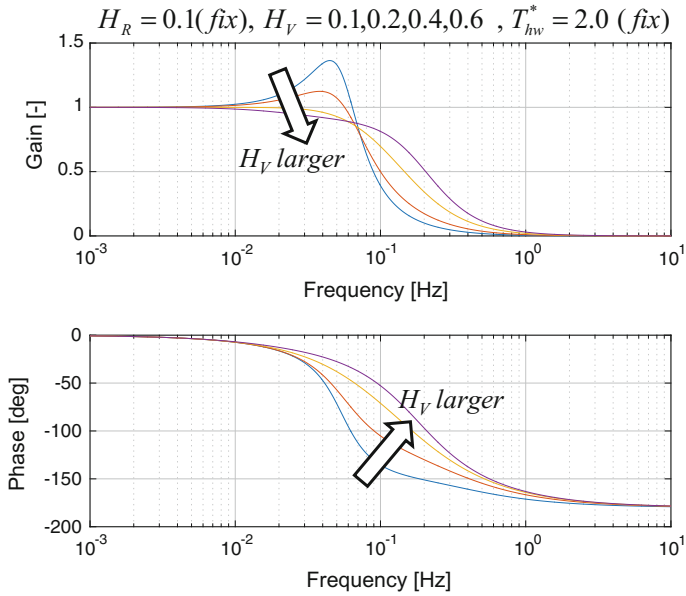 H_R = 0.1(fix), H_V = 0.1,0.2,0.4,0.6 , T*_hw = 2.0 (fix)
1.5
1
0.5
0
Gain [-]
H_V larger
10^-3 10^-2 10^-1 10^0 10^1
Frequency [Hz]
0
-50
-100
-150
-200
Phase [deg]
H_V larger
10^-3 10^-2 10^-1 10^0 10^1
Frequency [Hz]